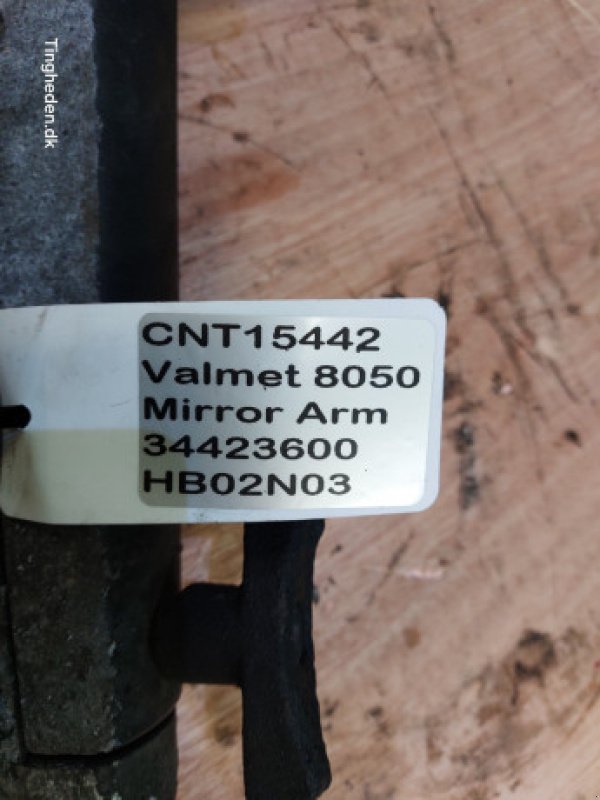 Tingheden.dk
CNT15442
Valmet 8050
Mirror Arm
34423600
HB02N03